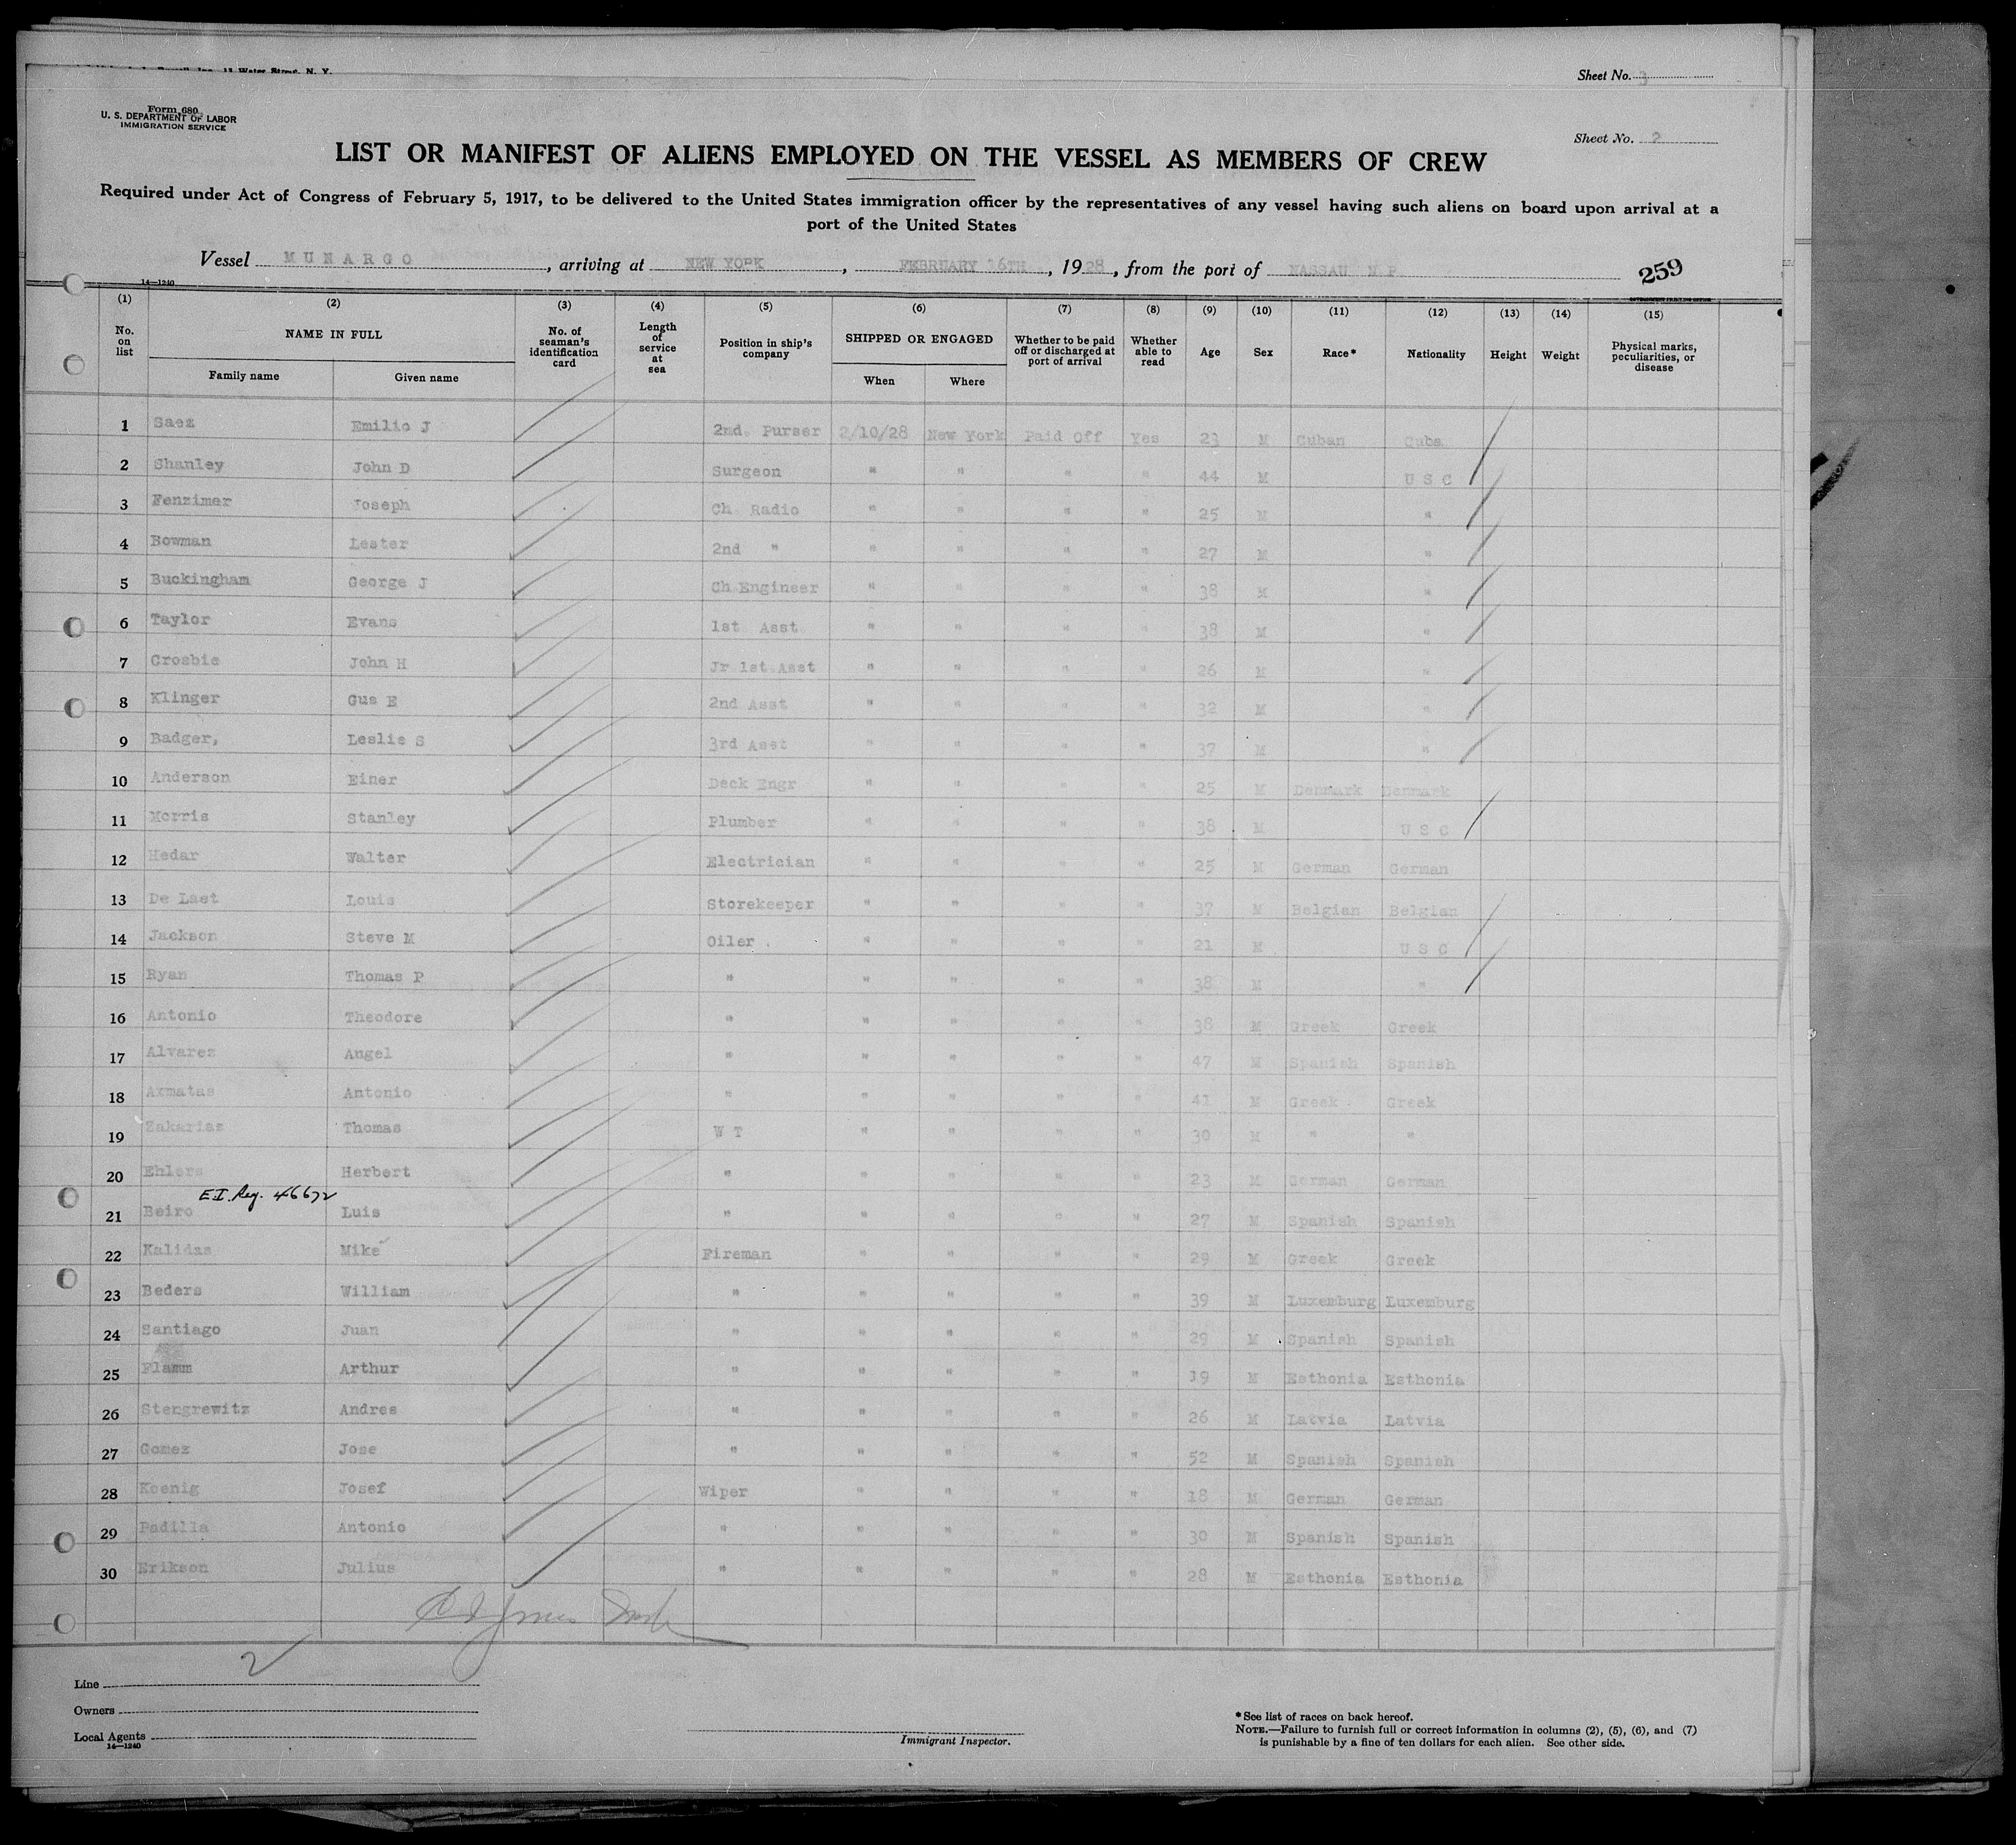 Sheet No. 3
Form 680
U. S. DEPARTMENT OF LABOR
IMMIGRATION SERVICE
Sheet No. 2
LIST OR MANIFEST OF ALIENS EMPLOYED ON THE VESSEL AS MEMBERS OF CREW
Required under Act of Congress of February 5, 1917, to be delivered to the United States immigration officer by the representatives of any vessel having such aliens on board upon arrival at a
port of the United States
Vessel MUNARGO, arriving at NEW YORK, FEBRUARY 16TH, 1928, from the port of NASSAU N P
259
14—1240
(1) (2) (3) (4) (5) (6) (7) (8) (9) (10) (11) (12) (13) (14) (15)
No. on list NAME IN FULL No. of seaman's identification card Length of service at sea Position in ship's company SHIPPED OR ENGAGED Whether to be paid off or discharged at port of arrival Whether able to read Age Sex Race* Nationality Height Weight Physical marks, peculiarities, or disease
Family name Given name When Where
1 Saez Emilio J 2nd. Purser 2/10/28 New York Paid Off Yes 23 M Cuban Cuba
2 Shanley John D Surgeon " " " " 44 M U S C
3 Fenzimer Joseph Ch Radio " " " " 25 M "
4 Bowman Lester 2nd " " " " " 27 M "
5 Buckingham George J Ch Engineer " " " " 38 M "
6 Taylor Evans 1st Asst " " " " 38 M "
7 Crosbie John H Jr 1st Asst " " " " 26 M "
8 Klinger Gus E 2nd Asst " " " " 32 M "
9 Badger, Leslie S 3rd Asst " " " " 37 M "
10 Anderson Einer Deck Engr " " " " 25 M Denmark Denmark
11 Morris Stanley Plumber " " " " 38 M U S C
12 Hedar Walter Electrician " " " " 25 M German German
13 De Laet Louis Storekeeper " " " " 37 M Belgian Belgian
14 Jackson Steve M Oiler " " " " 21 M U S C
15 Ryan Thomas P " " " " " 38 M "
16 Antonio Theodore " " " " " 38 M Greek Greek
17 Alvarez Angel " " " " " 47 M Spanish Spanish
18 Axmatas Antonio " " " " " 41 M Greek Greek
19 Zakarias Thomas W T " " " " 30 M " "
20 Ehlers Herbert " " " " " 23 M German German
E.I. Reg. 46672
21 Beiro Luis " " " " " 27 M Spanish Spanish
22 Kalidas Mike Fireman " " " " 29 M Greek Greek
23 Beders William " " " " " 39 M Luxemburg Luxemburg
24 Santiago Juan " " " " " 29 M Spanish Spanish
25 Flamm Arthur " " " " " 19 M Esthonia Esthonia
26 Stengrewitz Andres " " " " " 26 M Latvia Latvia
27 Gomez Jose " " " " " 52 M Spanish Spanish
28 Koenig Josef Wiper " " " " 18 M German German
29 Padilla Antonio " " " " " 30 M Spanish Spanish
30 Erikson Julius " " " " " 28 M Esthonia Esthonia
2
Line
Owners
Local Agents
14—1240
Immigrant Inspector.
* See list of races on back hereof.
NOTE.—Failure to furnish full or correct information in columns (2), (5), (6), and (7)
is punishable by a fine of ten dollars for each alien. See other side.